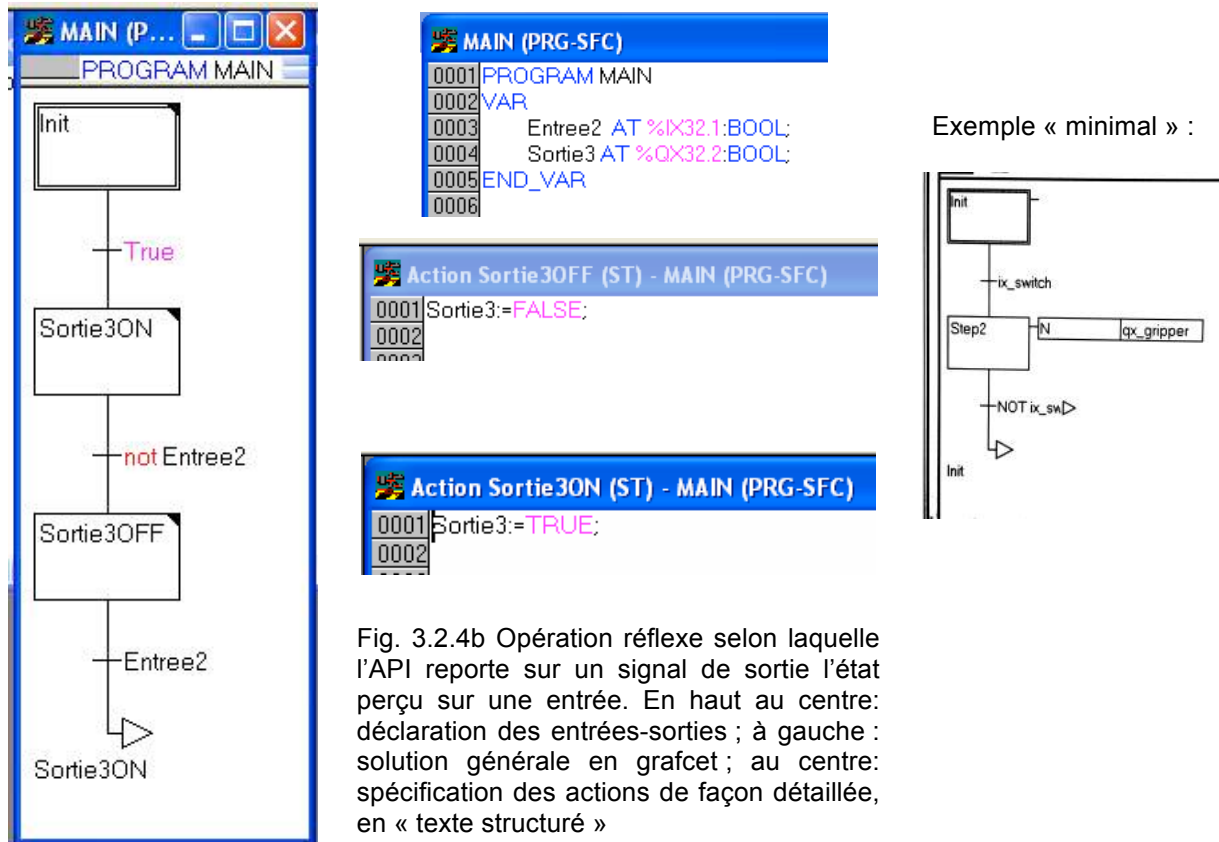 MAIN (P...
PROGRAM MAIN
Init
True
Sortie3ON
not Entree2
Sortie3OFF
Entree2
Sortie3ON
MAIN (PRG-SFC)
0001 PROGRAM MAIN
0002 VAR
0003 Entree2 AT %IX32.1:BOOL;
0004 Sortie3 AT %QX32.2:BOOL;
0005 END_VAR
0006
Action Sortie3OFF (ST) - MAIN (PRG-SFC)
0001 Sortie3:=FALSE;
0002
Action Sortie3ON (ST) - MAIN (PRG-SFC)
0001 Sortie3:=TRUE;
0002
Fig. 3.2.4b Opération réflexe selon laquelle
l'API reporte sur un signal de sortie l'état
perçu sur une entrée. En haut au centre:
déclaration des entrées-sorties ; à gauche :
solution générale en grafcet ; au centre:
spécification des actions de façon détaillée,
en « texte structuré »
Exemple « minimal » :
Init
ix_switch
Step2
N qx_gripper
NOT ix_sw
Init